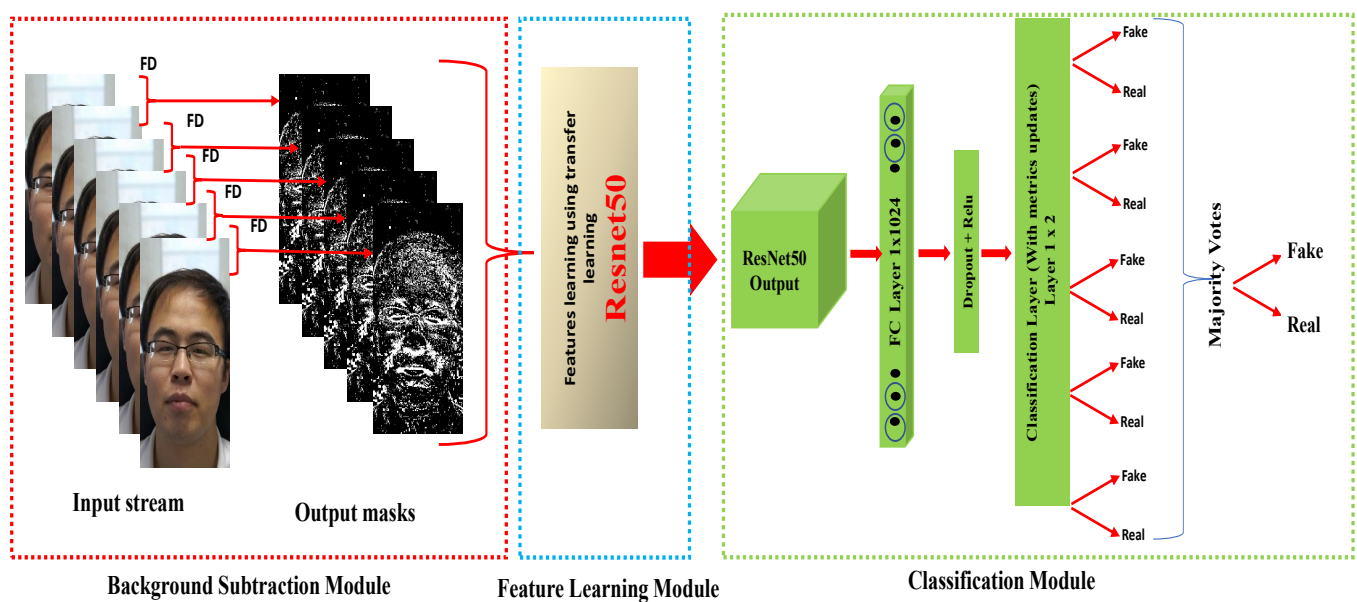 FD
FD
FD
FD
FD
Input stream
Output masks
Background Subtraction Module
Features learning using transfer
learning
Resnet50
Feature Learning Module
ResNet50
Output
FC Layer 1x1024
Dropout + Relu
Classification Layer (With metrics updates)
Layer 1 x 2
Fake
Real
Fake
Real
Fake
Real
Fake
Real
Fake
Real
Majority Votes
Fake
Real
Classification Module